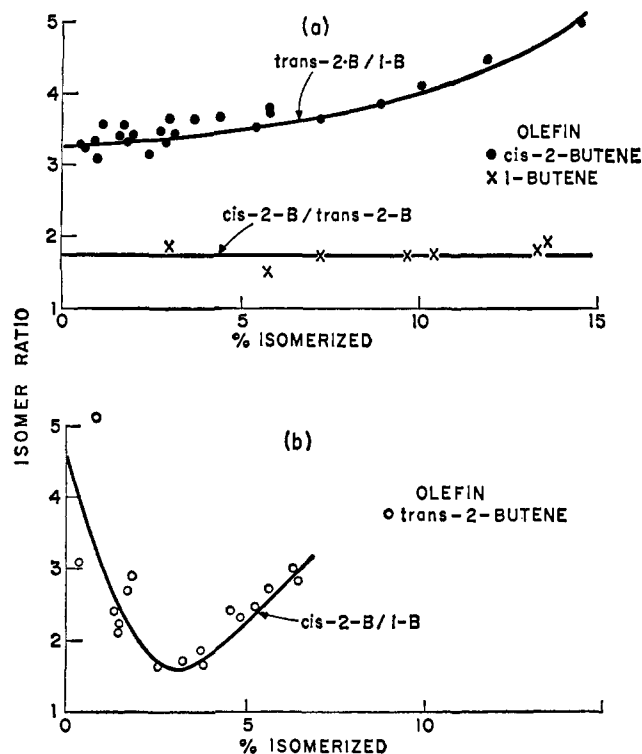 (a)
5
4
3
2
1
trans-2-B / 1-B
OLEFIN
● cis-2-BUTENE
X 1-BUTENE
cis-2-B / trans-2-B
0 5 10 15
% ISOMERIZED
ISOMER RATIO
(b)
5
4
3
2
1
0
OLEFIN
○ trans-2-BUTENE
cis-2-B / 1-B
0 5 10
% ISOMERIZED